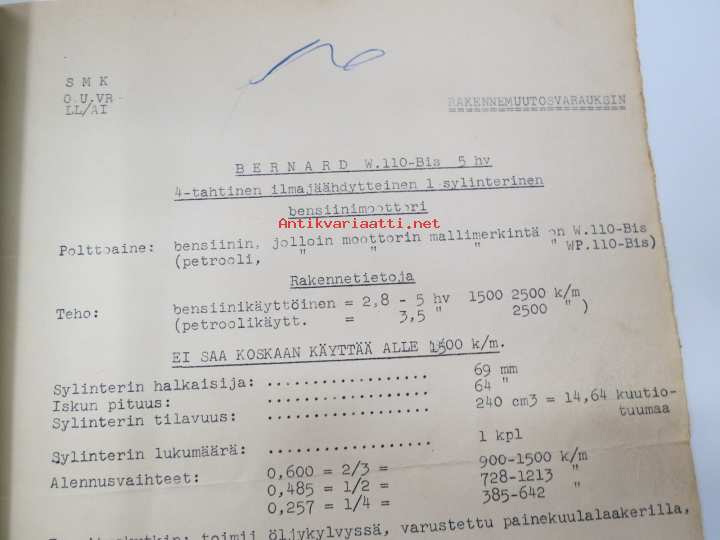 S M K
O.U.VR-
LL/AI
RAKENNEMUUTOSVARAUKSIN
B E R N A R D W.110-Bis 5 hv
4-tahtinen ilmajäähdytteinen 1 sylinterinen
bensiinimoottori
Antikvariaatti.net
Polttoaine: bensiinin, jolloin moottorin mallimerkintä on W.110-Bis
(petrooli, " " " " WP.110-Bis)
Rakennetietoja
Teho: bensiinikäyttöinen = 2,8 - 5 hv 1500 2500 k/m
(petroolikäytt. = 3,5 " 2500 " )
EI SAA KOSKAAN KÄYTTÄÄ ALLE 1500 k/m.
Sylinterin halkaisija: .................. 69 mm
Iskun pituus: .................. 64 "
Sylinterin tilavuus: .................. 240 cm3 = 14,64 kuutio-
tuumaa
Sylinterin lukumäärä: .................. 1 kpl
Alennusvaihteet: 0,600 = 2/3 = 900-1500 k/m
0,485 = 1/2 = 728-1213 "
0,257 = 1/4 = 385-642 "
toimii öljykylvyssä, varustettu painekuulalaakerilla,